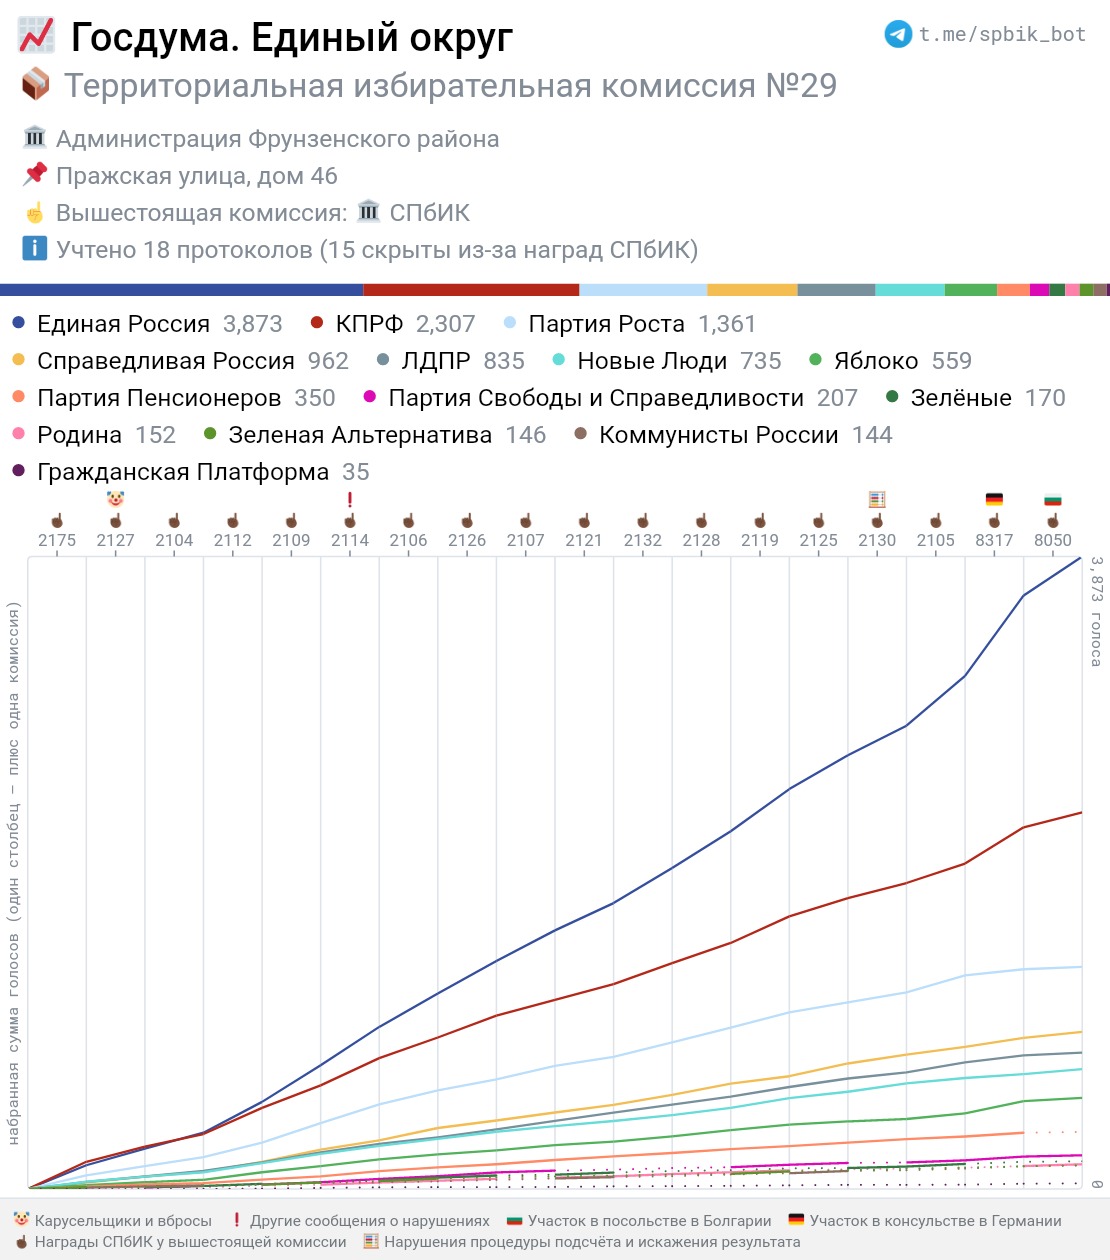 Госдума. Единый округ
t.me/spbik_bot
Территориальная избирательная комиссия №29
Администрация Фрунзенского района
Пражская улица, дом 46
Вышестоящая комиссия: СПбИК
Учтено 18 протоколов (15 скрыты из-за наград СПбИК)
Единая Россия 3,873 КПРФ 2,307 Партия Роста 1,361
Справедливая Россия 962 ЛДПР 835 Новые Люди 735 Яблоко 559
Партия Пенсионеров 350 Партия Свободы и Справедливости 207 Зелёные 170
Родина 152 Зеленая Альтернатива 146 Коммунисты России 144
Гражданская Платформа 35
2175 2127 2104 2112 2109 2114 2106 2126 2107 2121 2132 2128 2119 2125 2130 2105 8317 8050
набранная сумма голосов (один столбец – плюс одна комиссия)
3,873 голоса
0
Карусельщики и вбросы Другие сообщения о нарушениях Участок в посольстве в Болгарии Участок в консульстве в Германии
Награды СПбИК у вышестоящей комиссии Нарушения процедуры подсчёта и искажения результата